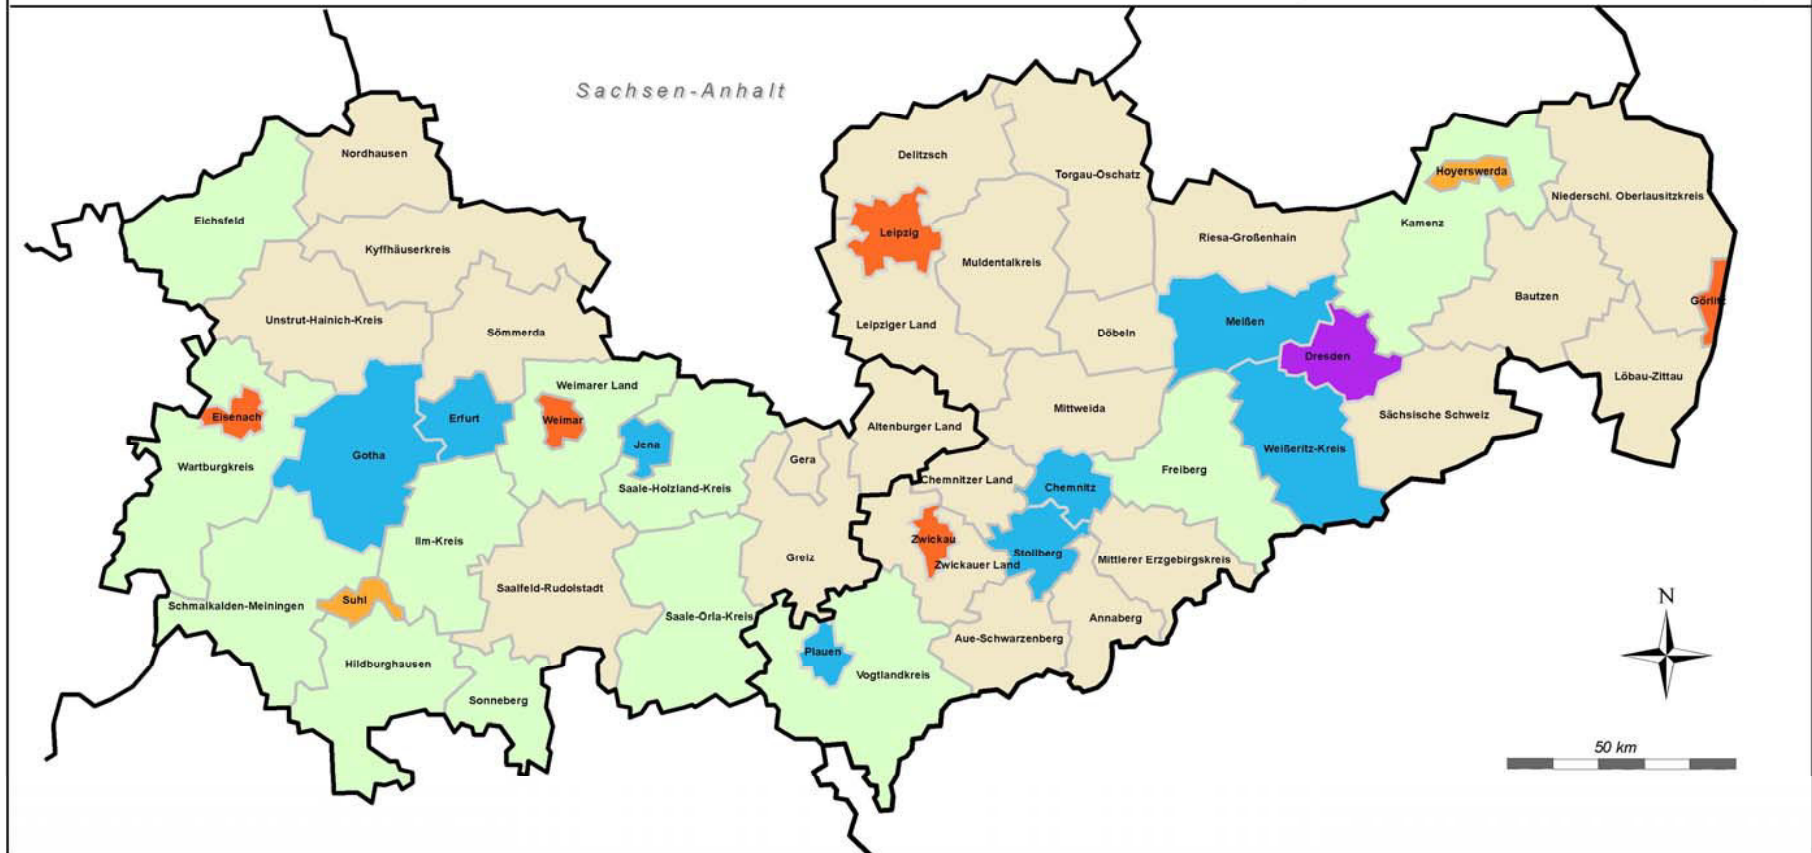 Sachsen-Anhalt
Nordhausen
Delitzsch
Torgau-Oschatz
Hoyerswerda
Niederschl. Oberlausitzkreis
Eichsfeld
Kamenz
Leipzig
Riesa-Großenhain
Kyffhäuserkreis
Muldentalkreis
Bautzen
Görlitz
Unstrut-Hainich-Kreis
Sömmerda
Leipziger Land
Döbeln
Meißen
Dresden
Löbau-Zittau
Weimarer Land
Mittweida
Sächsische Schweiz
Eisenach
Erfurt
Weimar
Altenburger Land
Jena
Weißeritz-Kreis
Gotha
Gera
Wartburgkreis
Freiberg
Chemnitzer Land
Chemnitz
Saale-Holzland-Kreis
Ilm-Kreis
Zwickau
Stollberg
Greiz
Zwickauer Land
Mittlerer Erzgebirgskreis
Saalfeld-Rudolstadt
Suhl
Schmalkalden-Meiningen
Saale-Orla-Kreis
Annaberg
N
Aue-Schwarzenberg
Plauen
Hildburghausen
Vogtlandkreis
Sonneberg
50 km